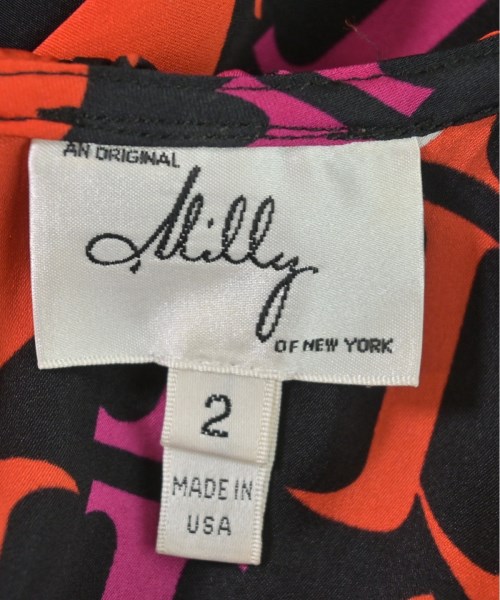 AN ORIGINAL
Milly
OF NEW YORK
2
MADE IN
USA